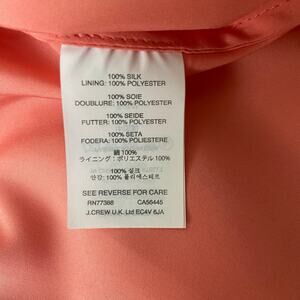 100% SILK
LINING: 100% POLYESTER
100% SOIE
DOUBLURE: 100% POLYESTER
100% SEIDE
FUTTER: 100% POLYESTER
100% SETA
FODERA: 100% POLIESTERE
絹 100%
ライニング : ポリエステル 100%
100% 실크
안감: 100% 폴리에스테르
SEE REVERSE FOR CARE
RN77388 CA56445
J.CREW U.K. Ltd EC4V 6JA